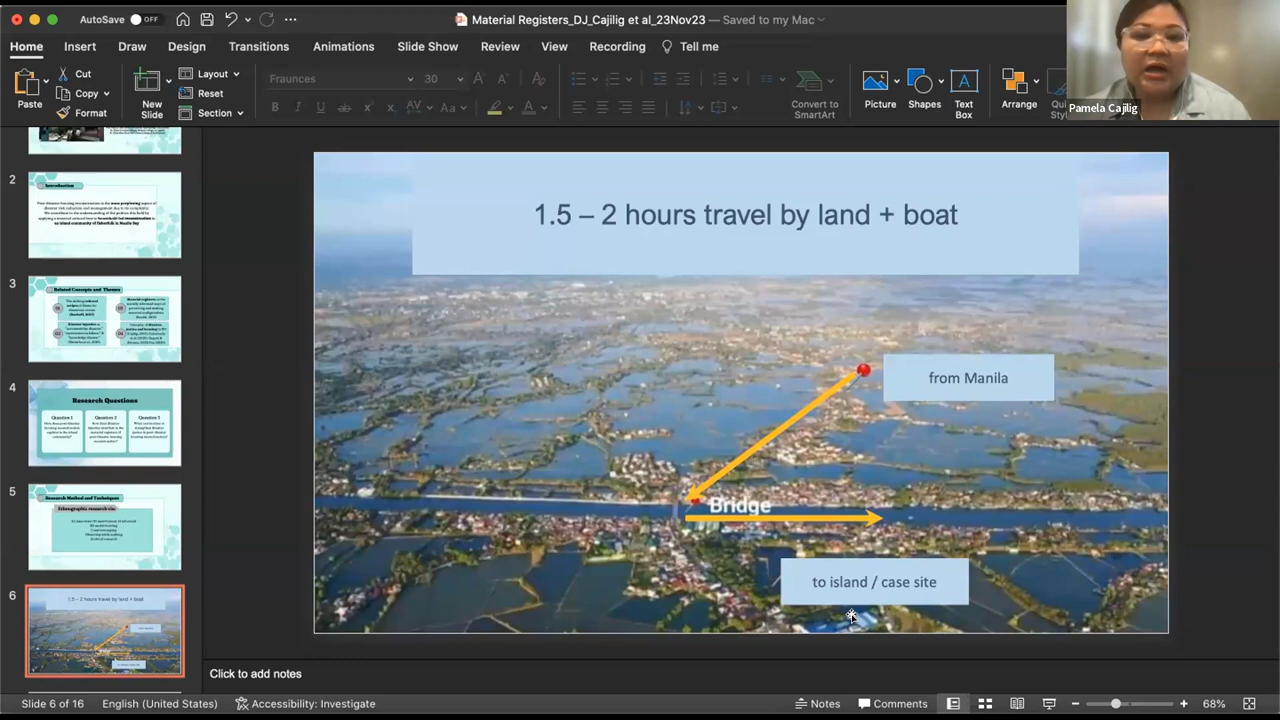 AutoSave OFF
Material Registers_DJ_Cajilig et al_23Nov23 — Saved to my Mac
Home Insert Draw Design Transitions Animations Slide Show Review View Recording Tell me
Paste
Cut
Copy
Format
New
Slide
Layout
Reset
Section
Fraunces 30
Convert to
SmartArt
Picture
Shapes
Text
Box
Arrange
Pamela Cajilig
2
Introduction
3
Related Concepts and Themes
4
Research Questions
Question 1 Question 2 Question 3
5
Research Method and Techniques
6
1.5 – 2 hours travel by land + boat
1.5 – 2 hours travel by land + boat
from Manila
Bridge
to island / case site
Click to add notes
Slide 6 of 16 English (United States) Accessibility: Investigate Notes Comments 68%